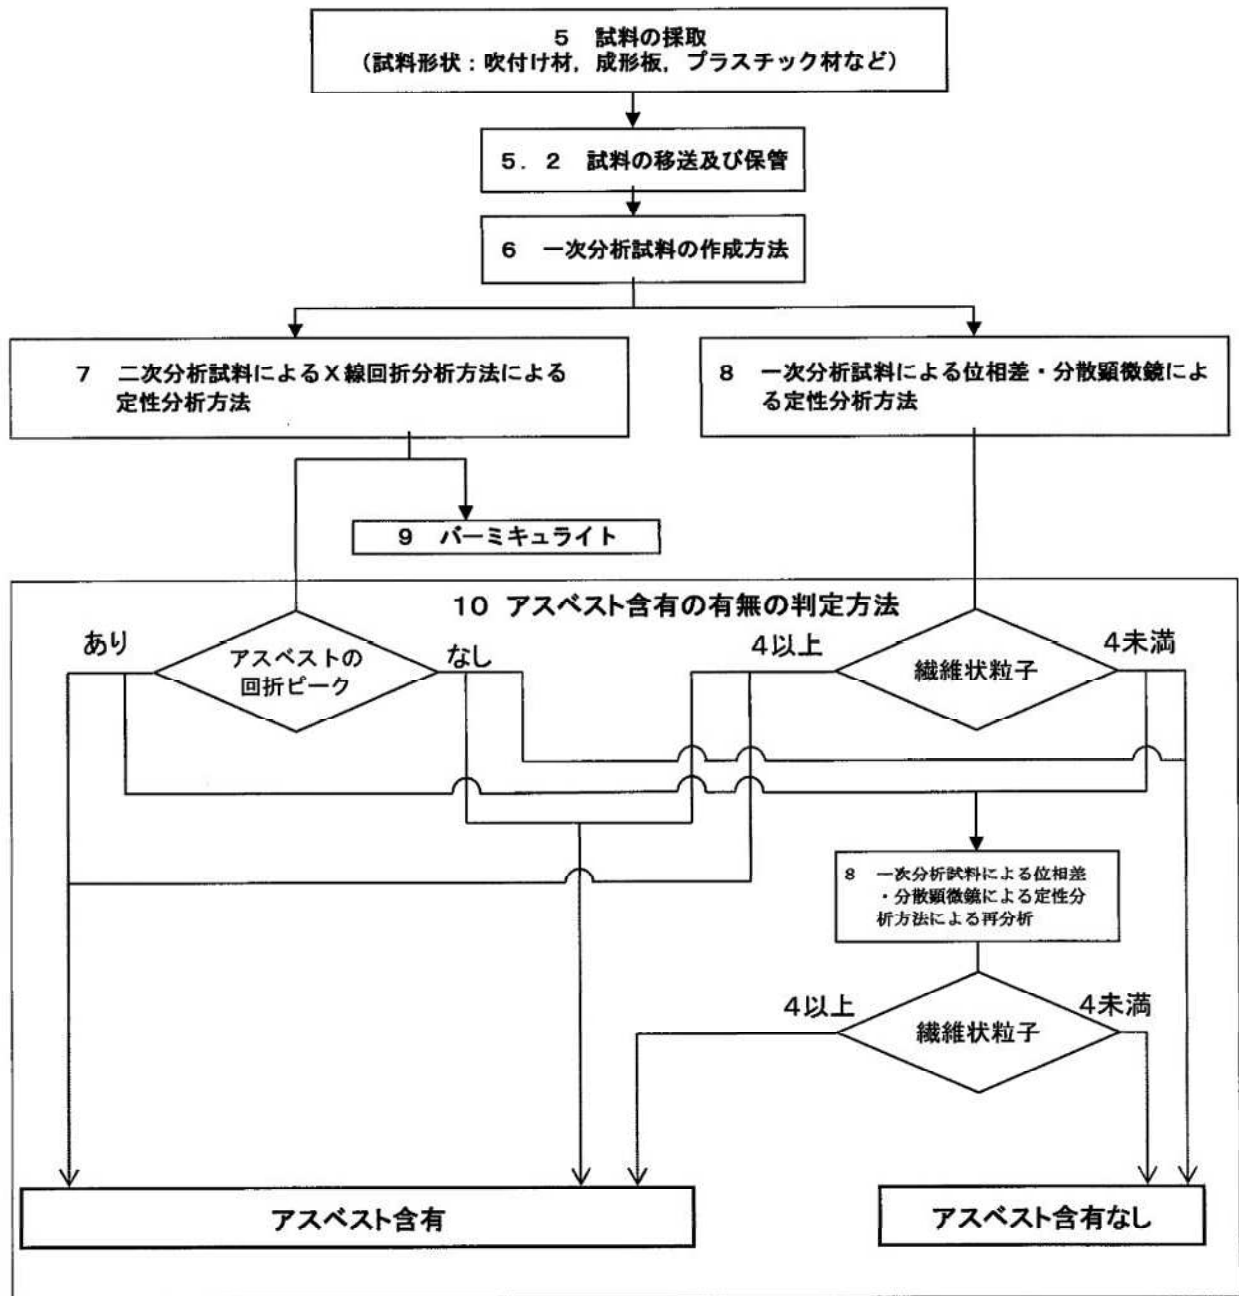 ５　試料の採取
（試料形状：吹付け材，成形板，プラスチック材など）
５．２　試料の移送及び保管
６　一次分析試料の作成方法
７　二次分析試料によるＸ線回折分析方法による
定性分析方法
８　一次分析試料による位相差・分散顕微鏡によ
る定性分析方法
９　バーミキュライト
10 アスベスト含有の有無の判定方法
あり
アスベストの
回折ピーク
なし
4以上
繊維状粒子
4未満
8　一次分析試料による位相差
・分散顕微鏡による定性分
析方法による再分析
4以上
繊維状粒子
4未満
アスベスト含有
アスベスト含有なし